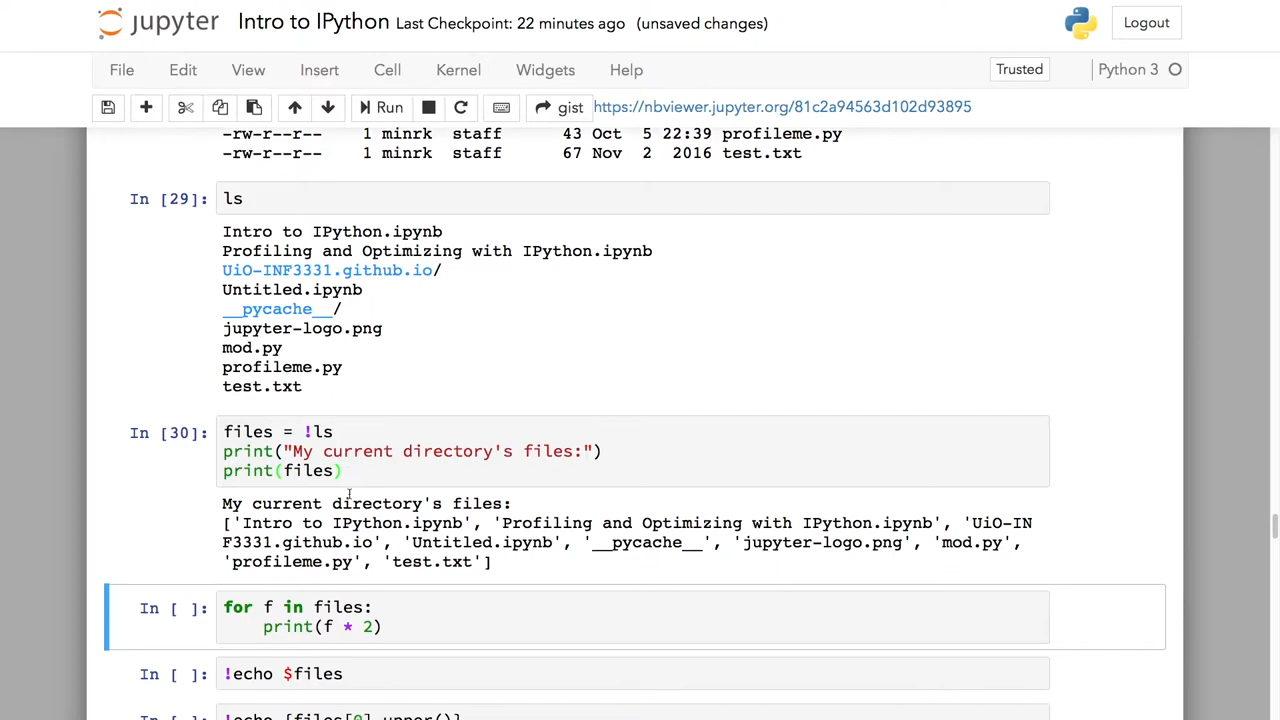 jupyter Intro to IPython Last Checkpoint: 22 minutes ago (unsaved changes) Logout
File Edit View Insert Cell Kernel Widgets Help Trusted Python 3
Run gist https://nbviewer.jupyter.org/81c2a94563d102d93895
-rw-r--r-- 1 minrk staff 43 Oct 5 22:39 profileme.py
-rw-r--r-- 1 minrk staff 67 Nov 2 2016 test.txt
In [29]: ls
Intro to IPython.ipynb
Profiling and Optimizing with IPython.ipynb
UiO-INF3331.github.io/
Untitled.ipynb
__pycache__/
jupyter-logo.png
mod.py
profileme.py
test.txt
In [30]: files = !ls
print("My current directory's files:")
print(files)
My current directory's files:
['Intro to IPython.ipynb', 'Profiling and Optimizing with IPython.ipynb', 'UiO-IN
F3331.github.io', 'Untitled.ipynb', '__pycache__', 'jupyter-logo.png', 'mod.py',
'profileme.py', 'test.txt']
In [ ]: for f in files:
print(f * 2)
In [ ]: !echo $files
In [ ]: !echo {files[0].upper()}